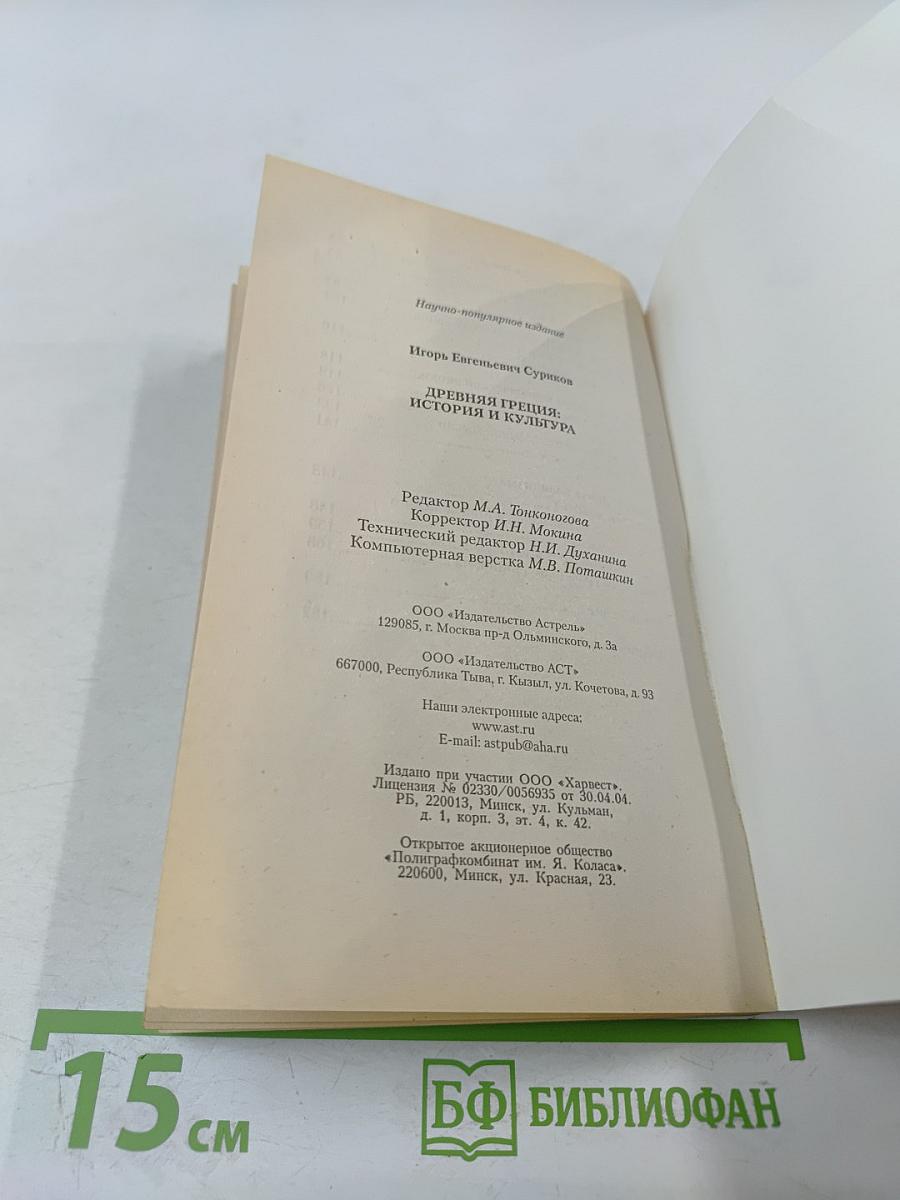 Научно-популярное издание
Игорь Евгеньевич Суриков
ДРЕВНЯЯ ГРЕЦИЯ:
ИСТОРИЯ И КУЛЬТУРА
Редактор М.А. Тонконогова
Корректор И.Н. Мокина
Технический редактор Н.И. Духанина
Компьютерная верстка М.В. Поташкин
ООО «Издательство Астрель»
129085, г. Москва пр-д Ольминского, д. 3а
ООО «Издательство АСТ»
667000, Республика Тыва, г. Кызыл, ул. Кочетова, д. 93
Наши электронные адреса:
www.ast.ru
E-mail: astpub@aha.ru
Издано при участии ООО «Харвест».
Лицензия № 02330/0056935 от 30.04.04.
РБ, 220013, Минск, ул. Кульман,
д. 1, корп. 3, эт. 4, к. 42.
Открытое акционерное общество
«Полиграфкомбинат им. Я. Коласа».
220600, Минск, ул. Красная, 23.
15 см
БФ БИБЛИОФАН